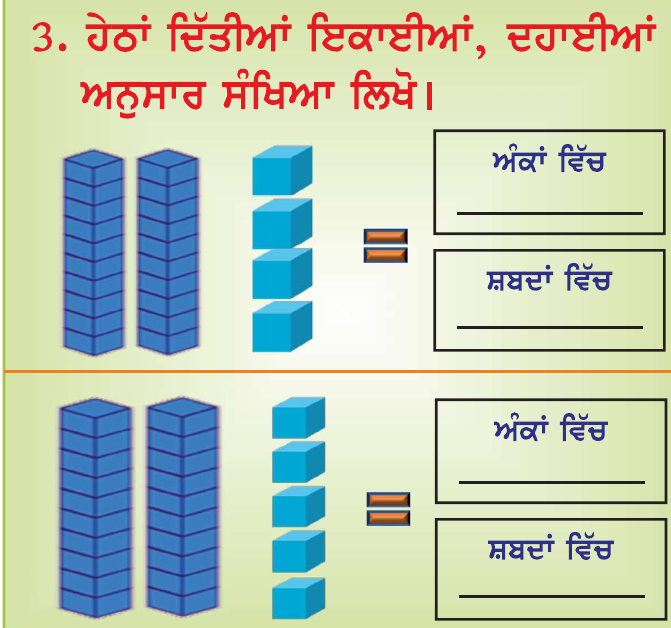 3. ਹੇਠਾਂ ਦਿੱਤੀਆਂ ਇਕਾਈਆਂ, ਦਹਾਈਆਂ
ਅਨੁਸਾਰ ਸੰਖਿਆ ਲਿਖੋ।
ਅੰਕਾਂ ਵਿੱਚ
ਸ਼ਬਦਾਂ ਵਿੱਚ
ਅੰਕਾਂ ਵਿੱਚ
ਸ਼ਬਦਾਂ ਵਿੱਚ